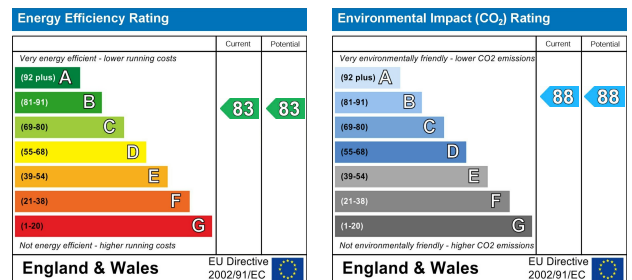 Energy Efficiency Rating
Current Potential
Very energy efficient - lower running costs
(92 plus) A
(81-91) B
83 83
(69-80) C
(55-68) D
(39-54) E
(21-38) F
(1-20) G
Not energy efficient - higher running costs
England & Wales
EU Directive
2002/91/EC
Environmental Impact (CO₂) Rating
Current Potential
Very environmentally friendly - lower CO2 emissions
(92 plus) A
(81-91) B
88 88
(69-80) C
(55-68) D
(39-54) E
(21-38) F
(1-20) G
Not environmentally friendly - higher CO2 emissions
England & Wales
EU Directive
2002/91/EC